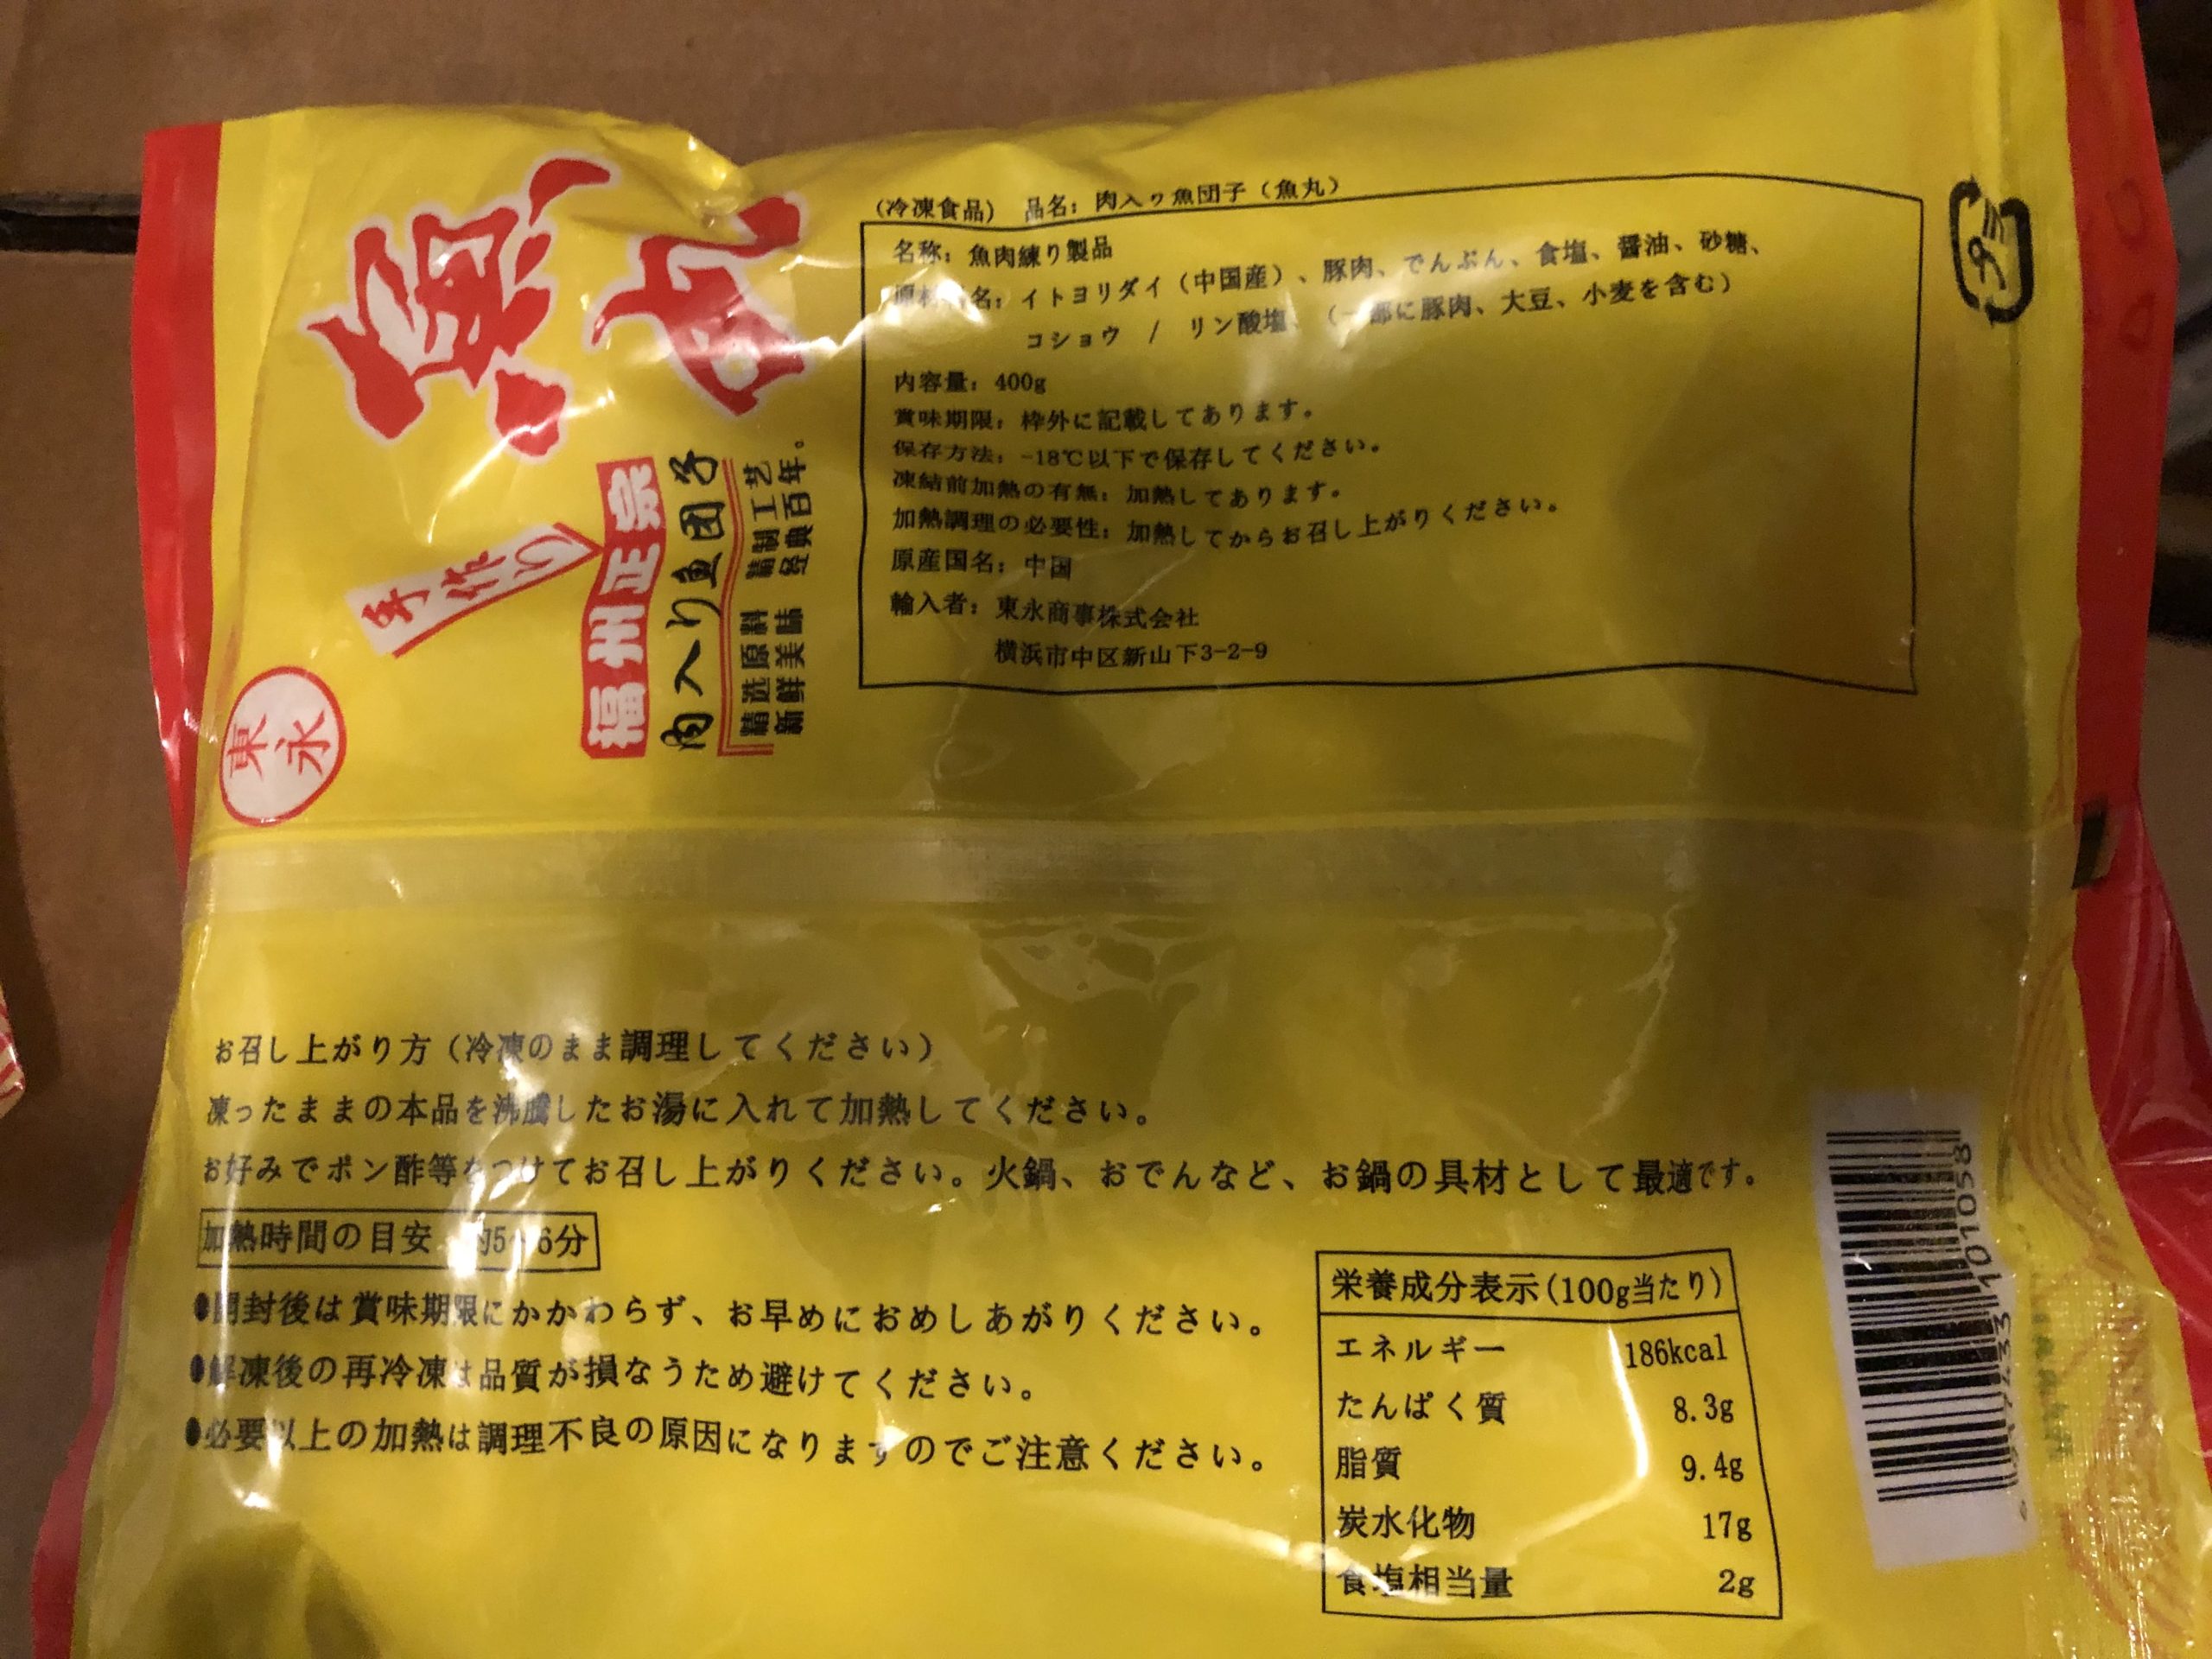 魚丸
手作り
福州正宗
肉入り魚団子
精选原料 精制工艺
新鲜美味 经典百年。
東永
(冷凍食品) 品名：肉入り魚団子（魚丸）
名称：魚肉練り製品
原材料名：イトヨリダイ（中国産）、豚肉、でんぷん、食塩、醤油、砂糖、
コショウ / リン酸塩、（一部に豚肉、大豆、小麦を含む）
内容量：400g
賞味期限：枠外に記載してあります。
保存方法：-18℃以下で保存してください。
凍結前加熱の有無：加熱してあります。
加熱調理の必要性：加熱してからお召し上がりください。
原産国名：中国
輸入者：東永商事株式会社
横浜市中区新山下3-2-9
プラ
お召し上がり方（冷凍のまま調理してください）
凍ったままの本品を沸騰したお湯に入れて加熱してください。
お好みでポン酢等をつけてお召し上がりください。火鍋、おでんなど、お鍋の具材として最適です。
加熱時間の目安 約5～6分
●開封後は賞味期限にかかわらず、お早めにおめしあがりください。
●解凍後の再冷凍は品質が損なうため避けてください。
●必要以上の加熱は調理不良の原因になりますのでご注意ください。
栄養成分表示(100g当たり)
エネルギー 186kcal
たんぱく質 8.3g
脂質 9.4g
炭水化物 17g
食塩相当量 2g
101058